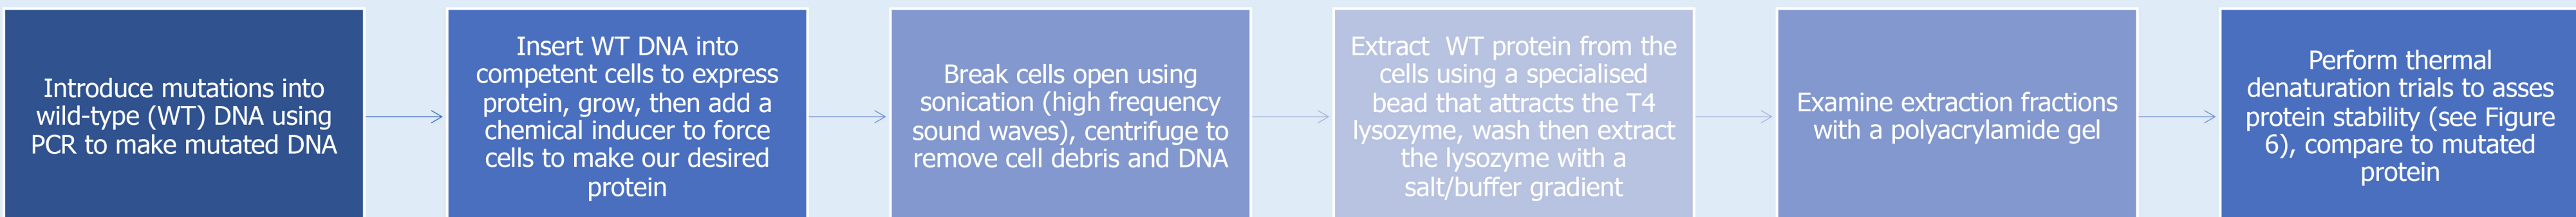 Introduce mutations into
wild-type (WT) DNA using
PCR to make mutated DNA
Insert WT DNA into
competent cells to express
protein, grow, then add a
chemical inducer to force
cells to make our desired
protein
Break cells open using
sonication (high frequency
sound waves), centrifuge to
remove cell debris and DNA
Extract WT protein from the
cells using a specialised
bead that attracts the T4
lysozyme, wash then extract
the lysozyme with a
salt/buffer gradient
Examine extraction fractions
with a polyacrylamide gel
Perform thermal
denaturation trials to asses
protein stability (see Figure
6), compare to mutated
protein